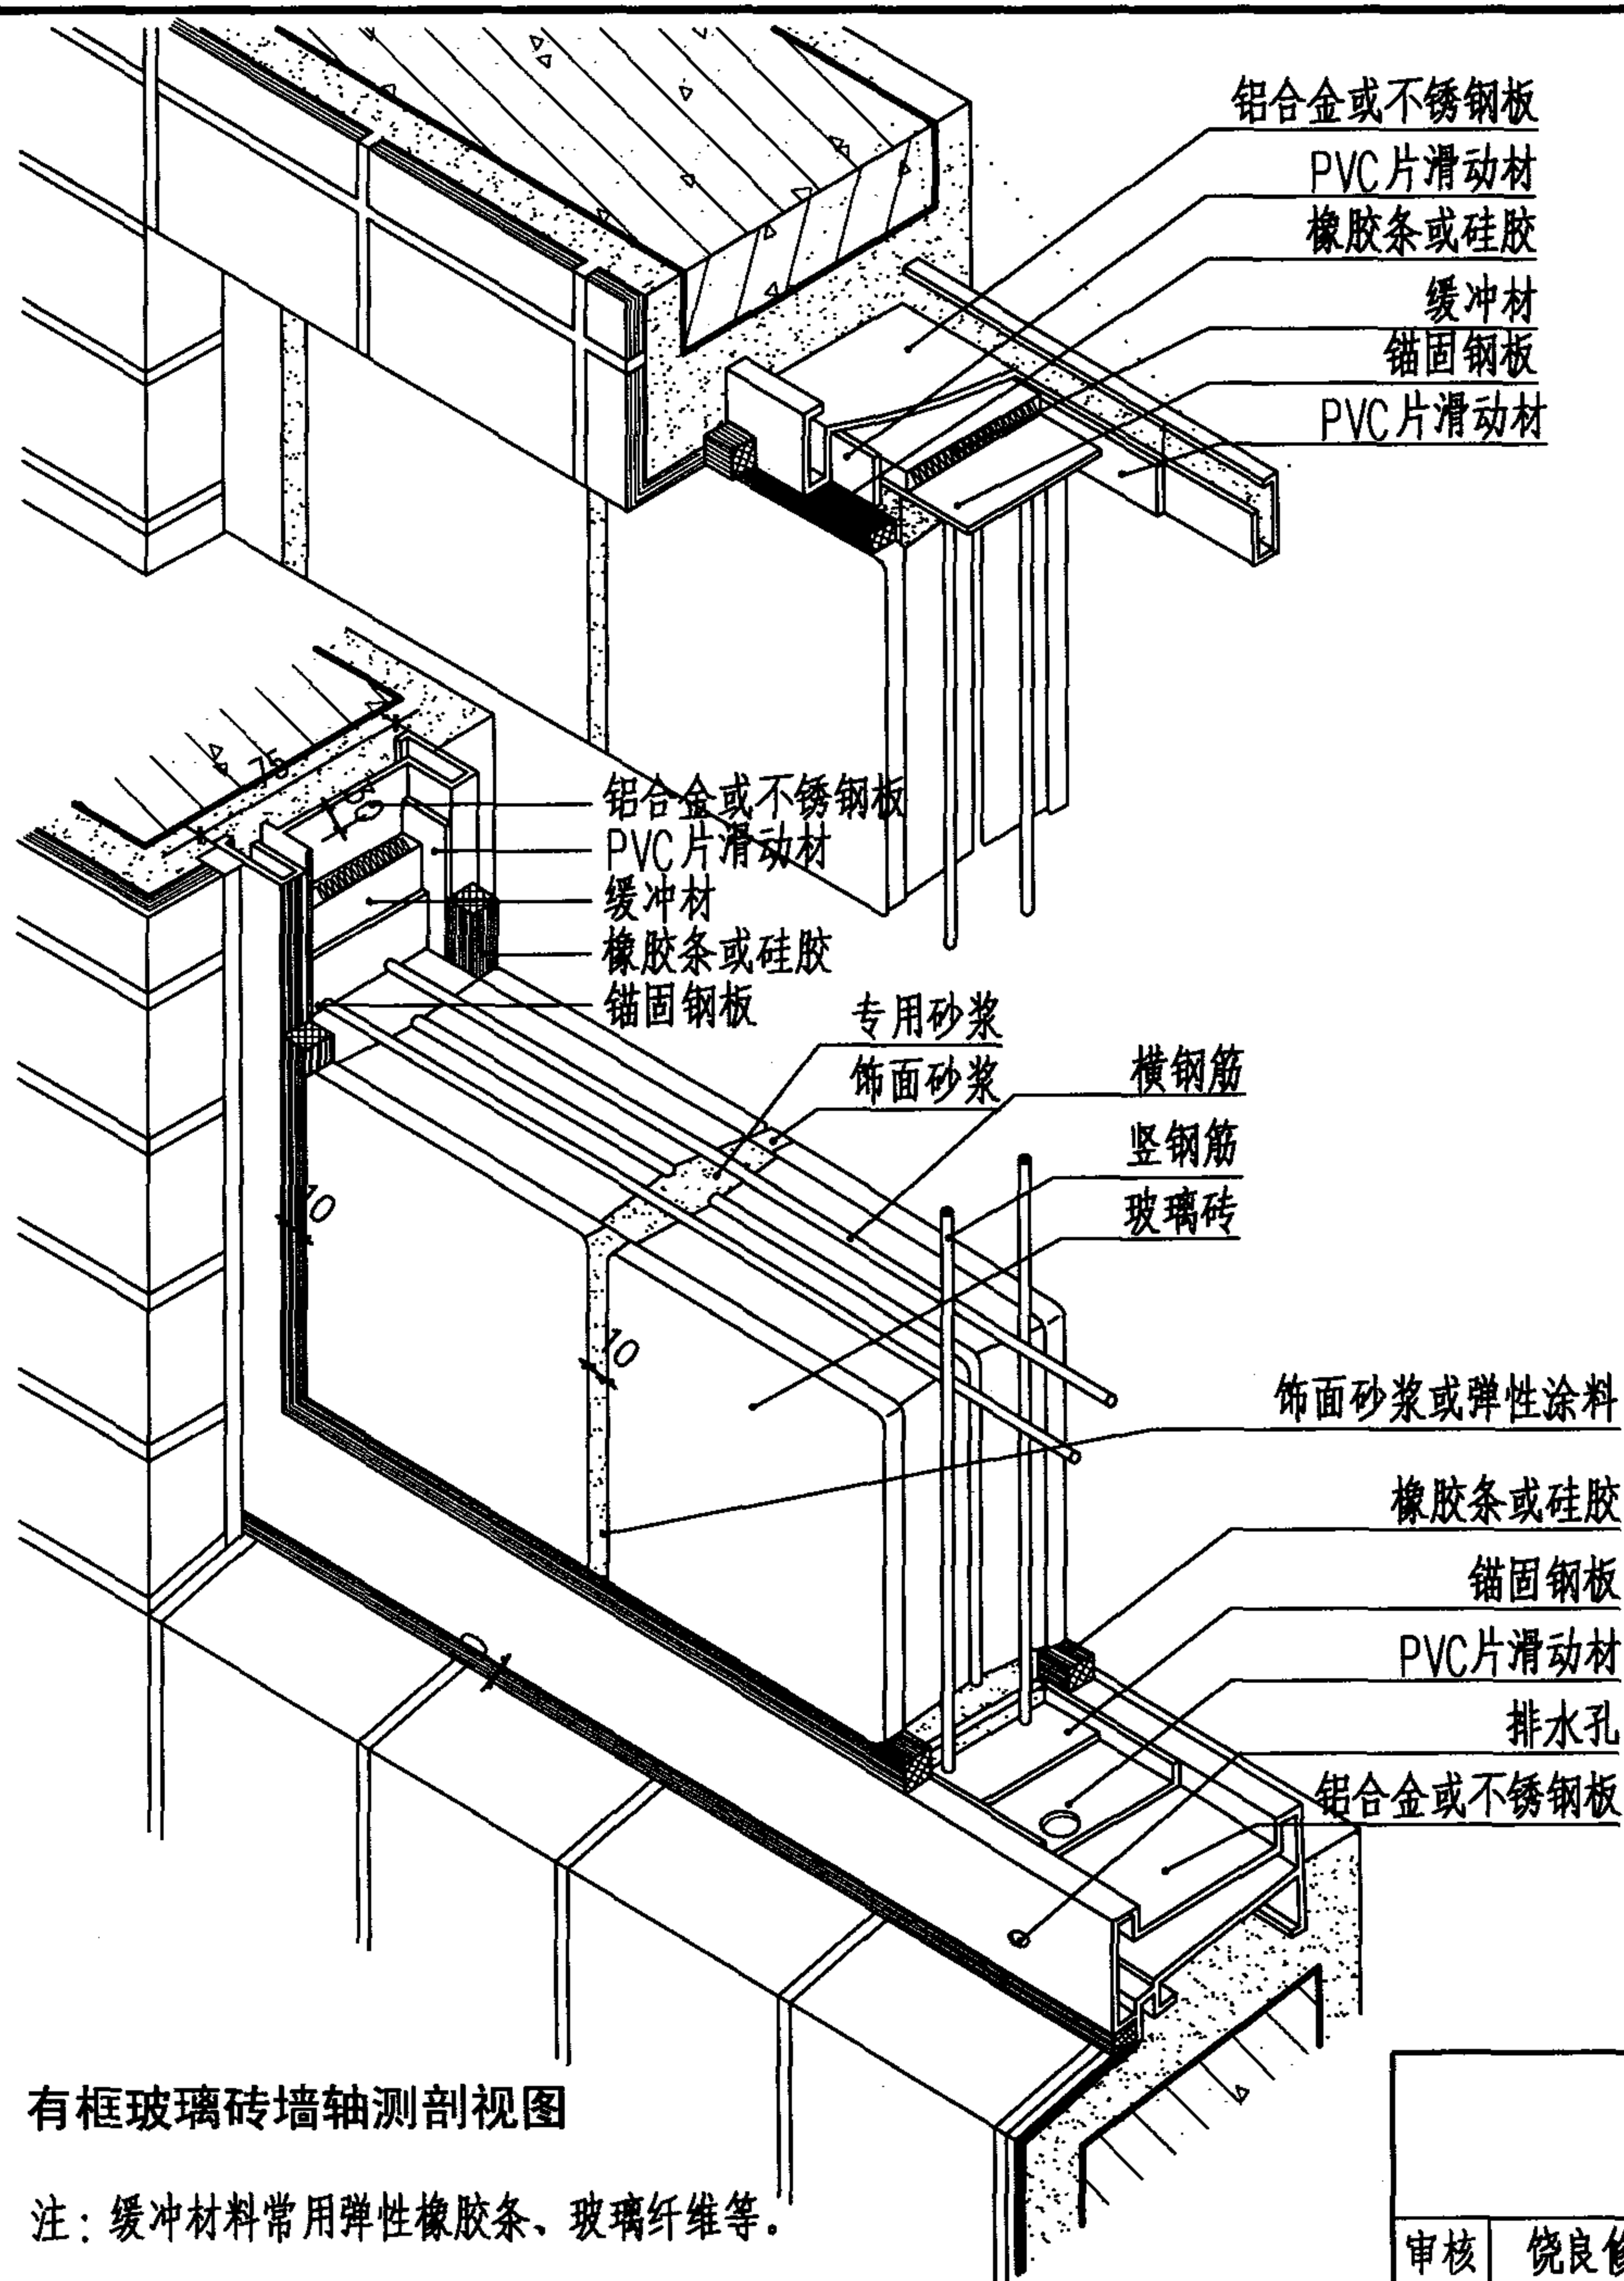 铝合金或不锈钢板
PVC片滑动材
橡胶条或硅胶
缓冲材
锚固钢板
PVC片滑动材
75
铝合金或不锈钢板
PVC片滑动材
缓冲材
橡胶条或硅胶
锚固钢板
专用砂浆
饰面砂浆
横钢筋
竖钢筋
玻璃砖
10
10
饰面砂浆或弹性涂料
橡胶条或硅胶
锚固钢板
PVC片滑动材
排水孔
铝合金或不锈钢板
有框玻璃砖墙轴测剖视图
注：缓冲材料常用弹性橡胶条、玻璃纤维等。
审核 饶良修